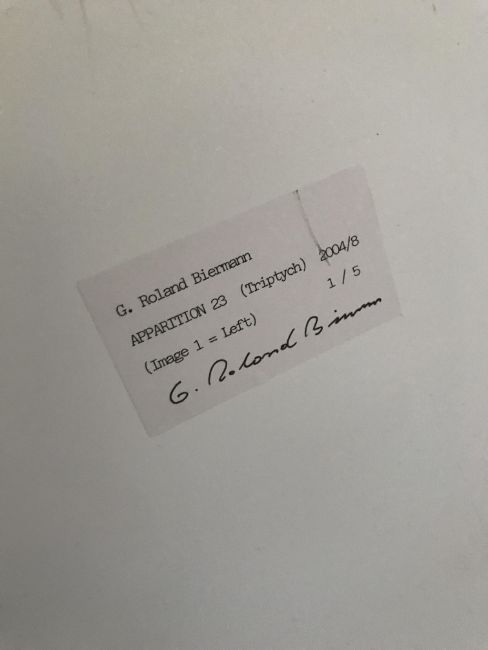 G. Roland Biermann
APPARITION 23 (Triptych) 2004/8
(Image 1 = Left) 1 / 5
G. Roland Biermann